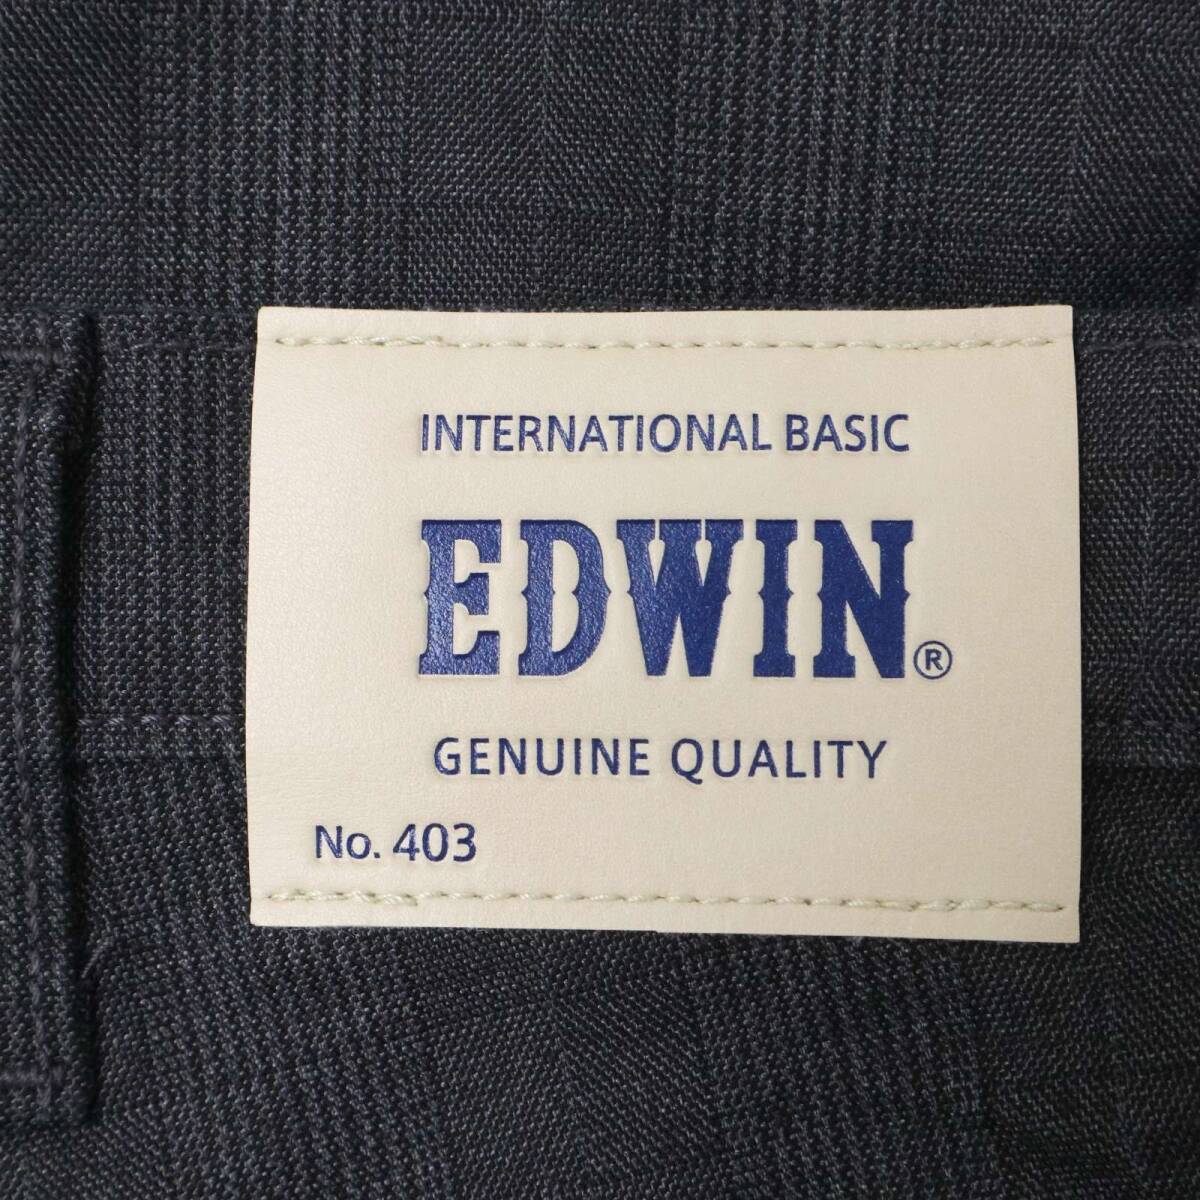 INTERNATIONAL BASIC
EDWIN®
GENUINE QUALITY
No. 403